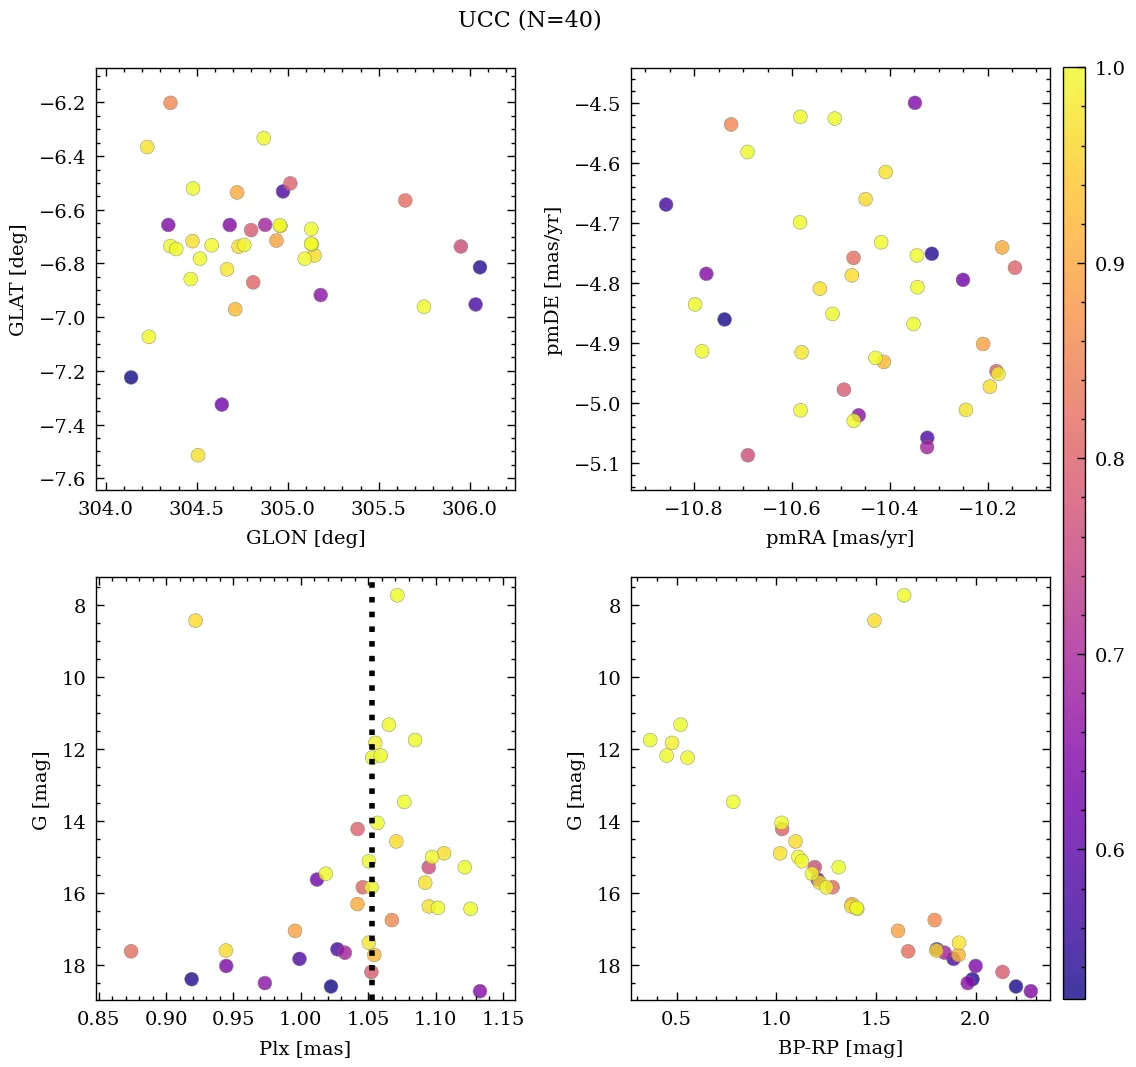 UCC (N=40)
−6.2
−6.4
−6.6
−6.8
−7.0
−7.2
−7.4
−7.6
GLAT [deg]
304.0 304.5 305.0 305.5 306.0
GLON [deg]
−4.5
−4.6
−4.7
−4.8
−4.9
−5.0
−5.1
pmDE [mas/yr]
−10.8 −10.6 −10.4 −10.2
pmRA [mas/yr]
8
10
12
14
16
18
G [mag]
0.85 0.90 0.95 1.00 1.05 1.10 1.15
Plx [mas]
8
10
12
14
16
18
G [mag]
0.5 1.0 1.5 2.0
BP-RP [mag]
1.0
0.9
0.8
0.7
0.6